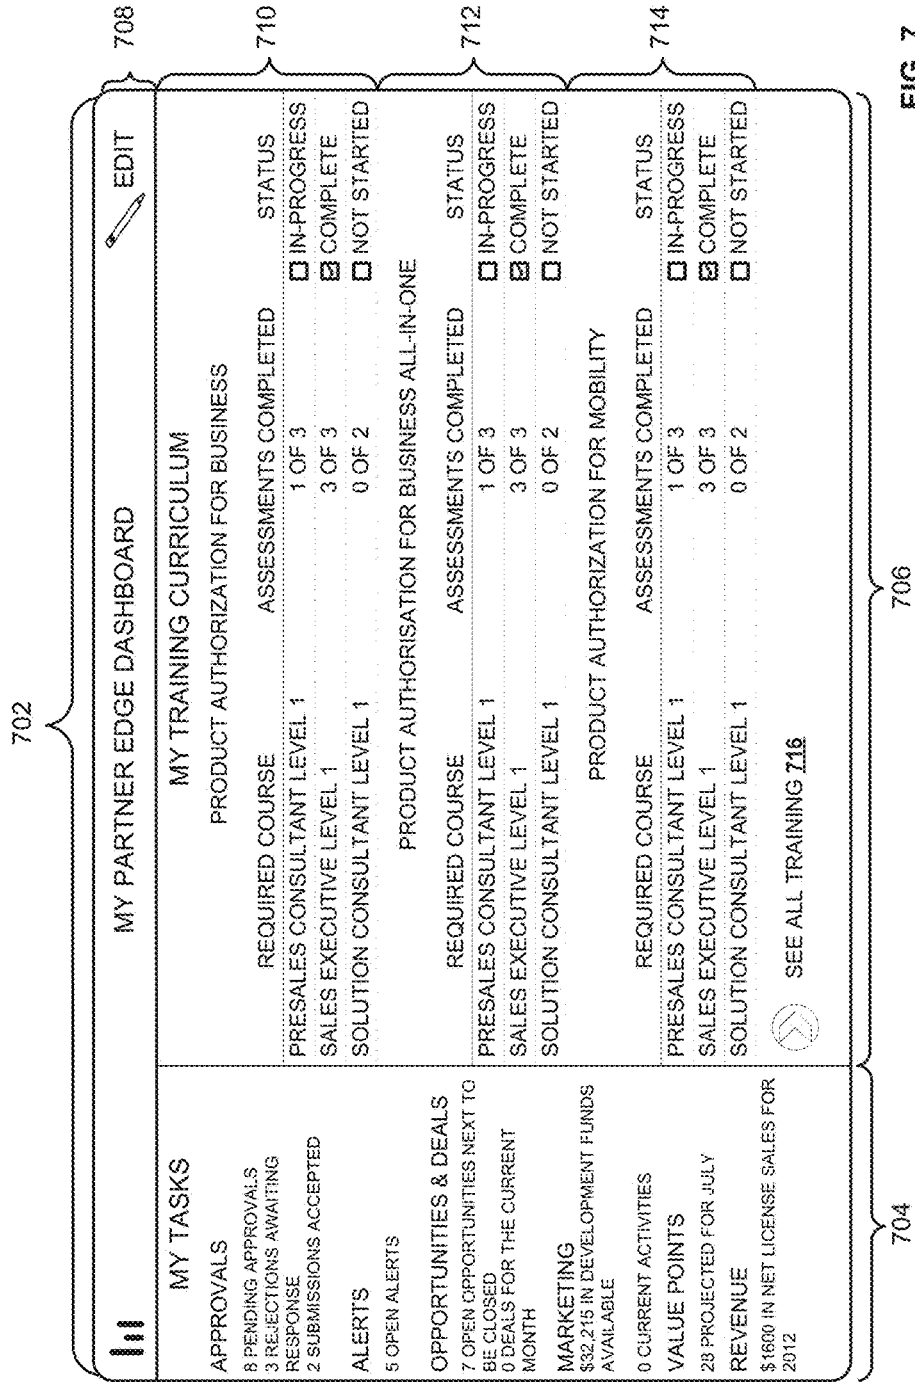 702
MY PARTNER EDGE DASHBOARD
EDIT
708
MY TASKS
APPROVALS
8 PENDING APPROVALS
3 REJECTIONS AWAITING
RESPONSE
2 SUBMISSIONS ACCEPTED
ALERTS
5 OPEN ALERTS
OPPORTUNITIES & DEALS
7 OPEN OPPORTUNITIES NEXT TO
BE CLOSED
0 DEALS FOR THE CURRENT
MONTH
MARKETING
$32,215 IN DEVELOPMENT FUNDS
AVAILABLE
0 CURRENT ACTIVITIES
VALUE POINTS
28 PROJECTED FOR JULY
REVENUE
$1600 IN NET LICENSE SALES FOR
2012
704
MY TRAINING CURRICULUM
PRODUCT AUTHORIZATION FOR BUSINESS
REQUIRED COURSE ASSESSMENTS COMPLETED STATUS
PRESALES CONSULTANT LEVEL 1 1 OF 3 IN-PROGRESS
SALES EXECUTIVE LEVEL 1 3 OF 3 COMPLETE
SOLUTION CONSULTANT LEVEL 1 0 OF 2 NOT STARTED
710
PRODUCT AUTHORISATION FOR BUSINESS ALL-IN-ONE
REQUIRED COURSE ASSESSMENTS COMPLETED STATUS
PRESALES CONSULTANT LEVEL 1 1 OF 3 IN-PROGRESS
SALES EXECUTIVE LEVEL 1 3 OF 3 COMPLETE
SOLUTION CONSULTANT LEVEL 1 0 OF 2 NOT STARTED
712
PRODUCT AUTHORIZATION FOR MOBILITY
REQUIRED COURSE ASSESSMENTS COMPLETED STATUS
PRESALES CONSULTANT LEVEL 1 1 OF 3 IN-PROGRESS
SALES EXECUTIVE LEVEL 1 3 OF 3 COMPLETE
SOLUTION CONSULTANT LEVEL 1 0 OF 2 NOT STARTED
714
SEE ALL TRAINING 716
706
FIG. 7